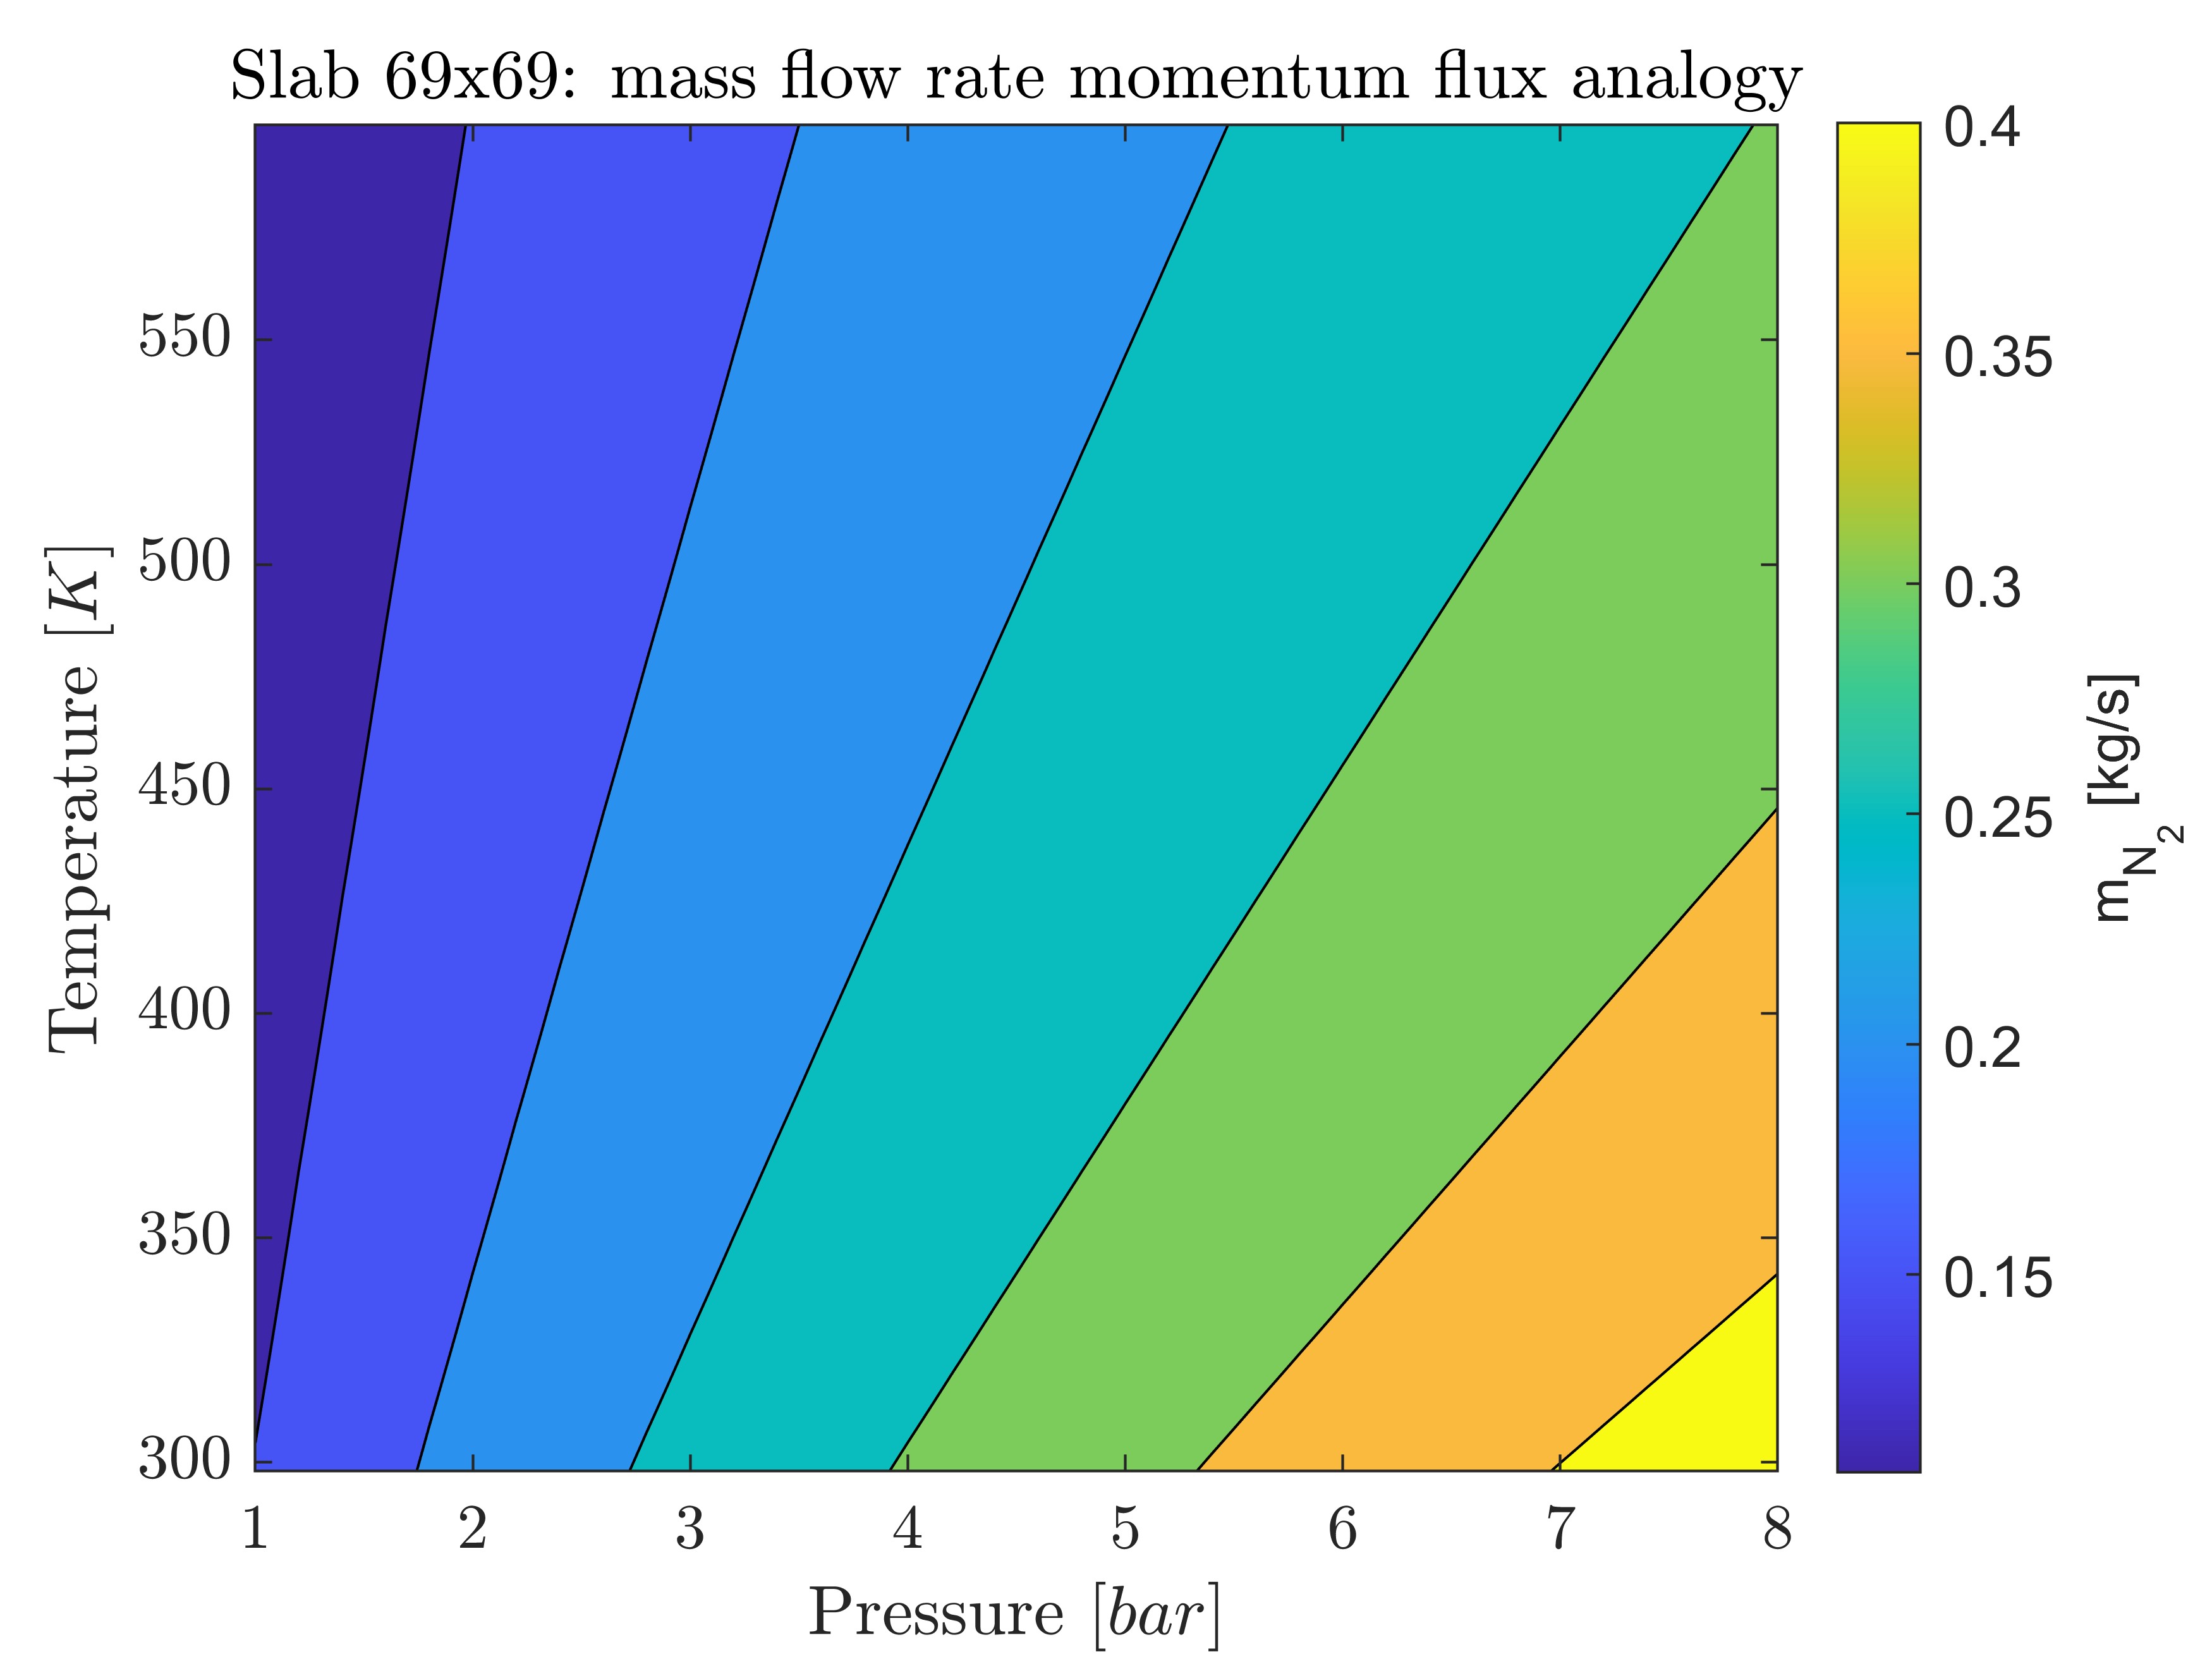 Slab 69x69: mass flow rate momentum flux analogy
Temperature [K]
550
500
450
400
350
300
1 2 3 4 5 6 7 8
Pressure [bar]
0.4
0.35
0.3
0.25
0.2
0.15
m_N_2 [kg/s]